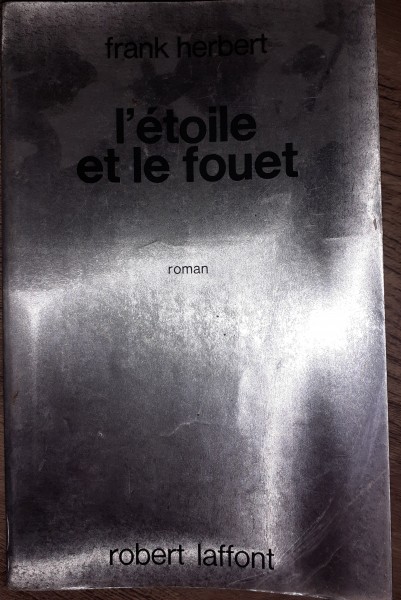 frank herbert
l'étoile
et le fouet
roman
robert laffont